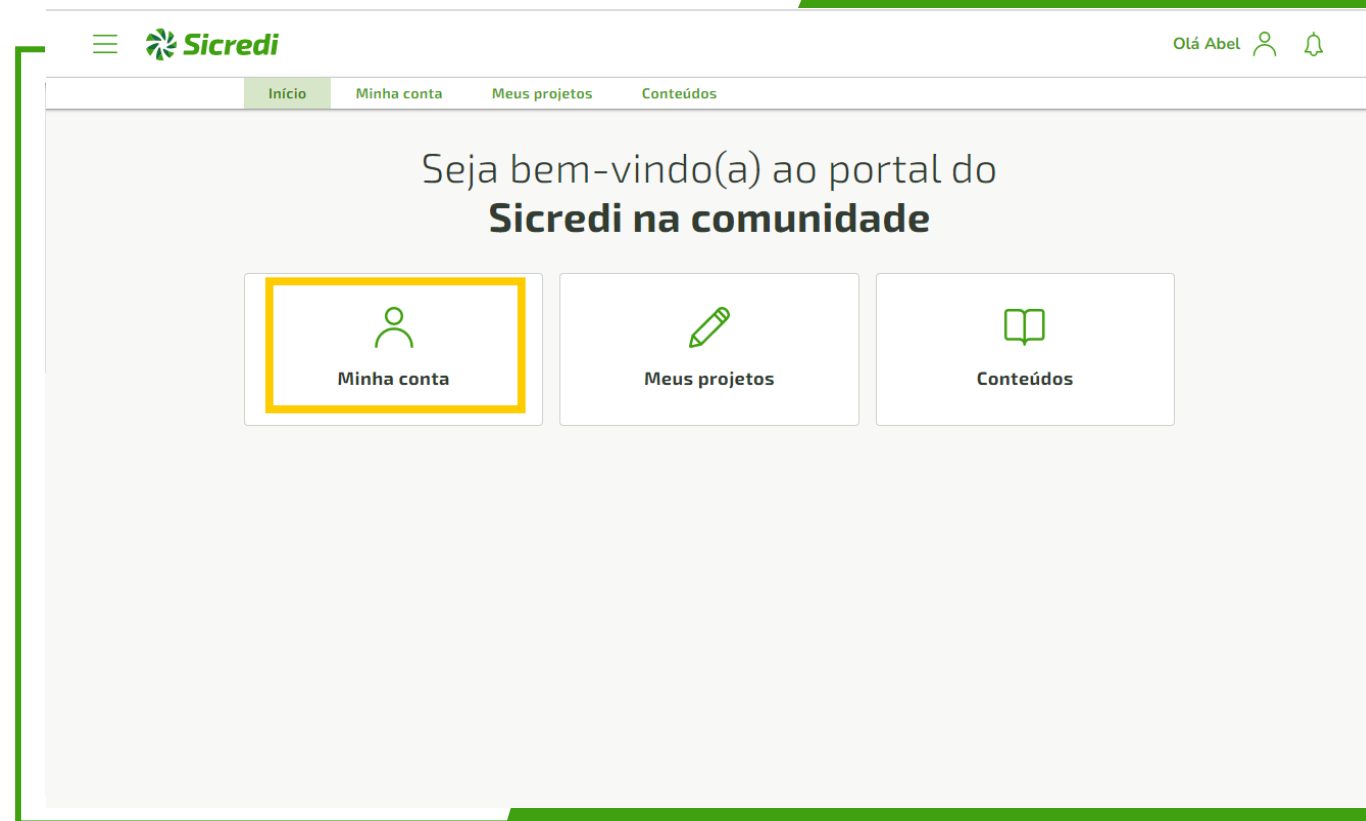 Sicredi
Olá Abel
Início Minha conta Meus projetos Conteúdos
Seja bem-vindo(a) ao portal do
Sicredi na comunidade
Minha conta Meus projetos Conteúdos